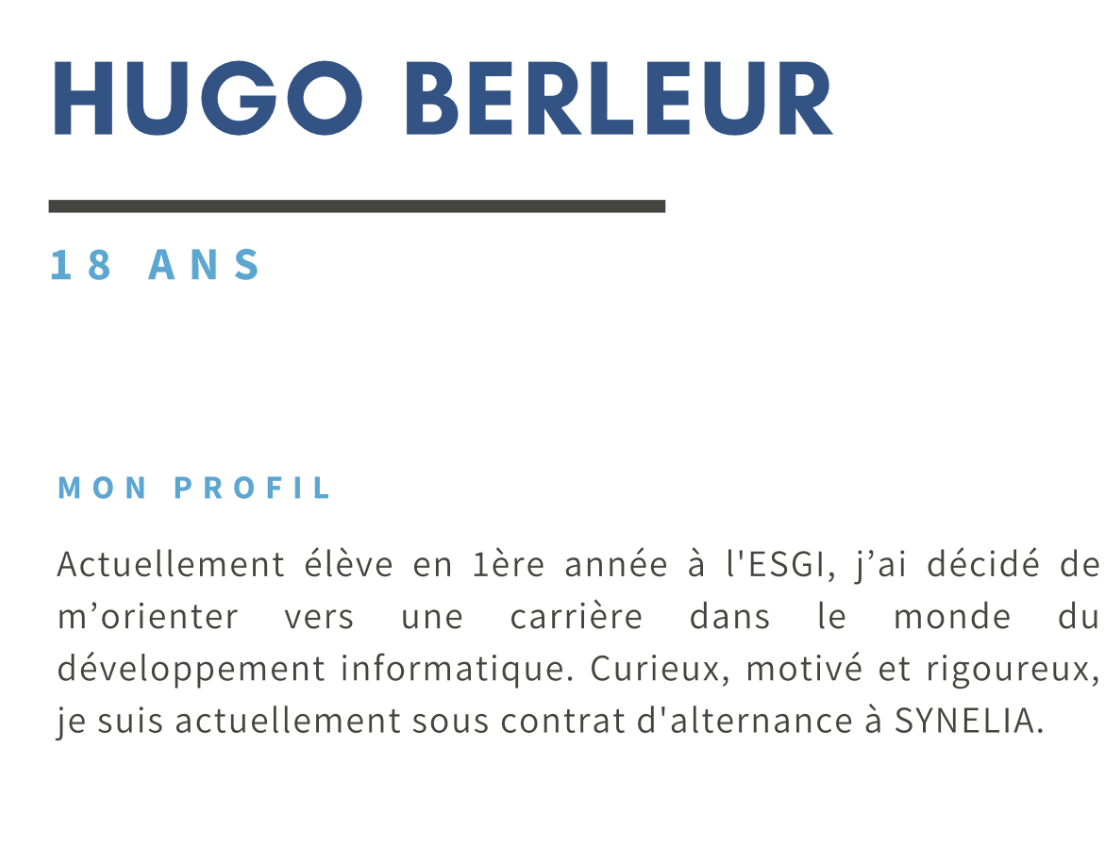 HUGO BERLEUR
18 ANS
MON PROFIL
Actuellement élève en 1ère année à l'ESGI, j’ai décidé de
m’orienter vers une carrière dans le monde du
développement informatique. Curieux, motivé et rigoureux,
je suis actuellement sous contrat d'alternance à SYNELIA.